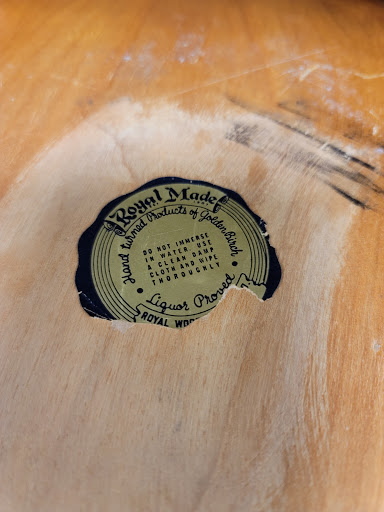 Royal Made
Hand turned Products of Golden Birch
DO NOT IMMERSE
IN WATER. USE
A CLEAN DAMP
CLOTH AND WIPE
THOROUGHLY
Liquor Proved
ROYAL